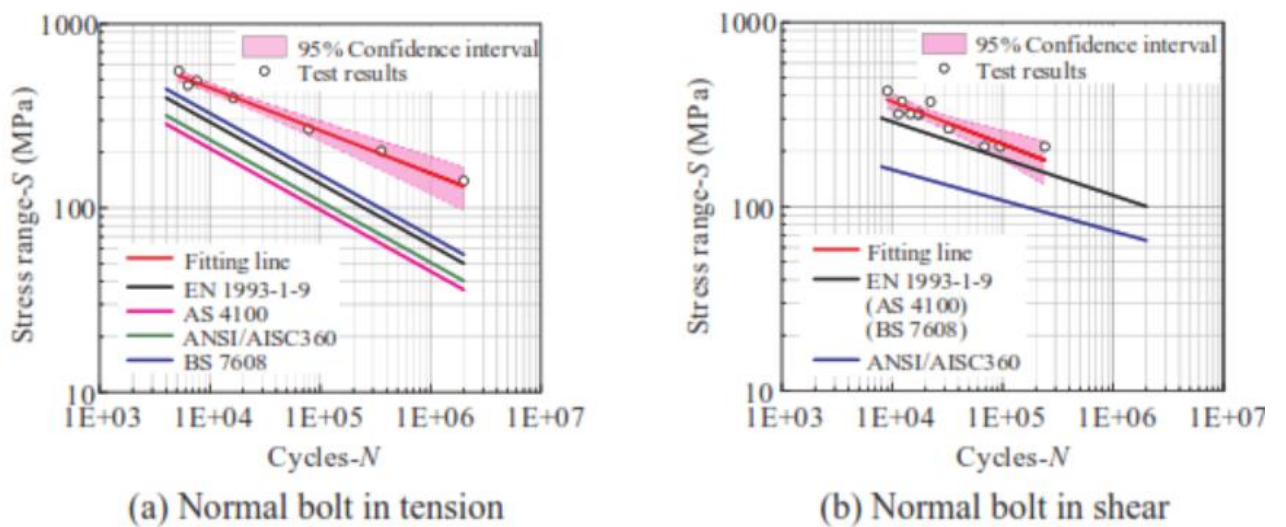 1000
95% Confidence interval
Test results
100
Fitting line
EN 1993-1-9
AS 4100
ANSI/AISC360
BS 7608
10
1E+03 1E+04 1E+05 1E+06 1E+07
Stress range-S (MPa)
Cycles-N
(a) Normal bolt in tension
1000
95% Confidence interval
Test results
100
Fitting line
EN 1993-1-9
(AS 4100)
(BS 7608)
ANSI/AISC360
10
1E+03 1E+04 1E+05 1E+06 1E+07
Stress range-S (MPa)
Cycles-N
(b) Normal bolt in shear